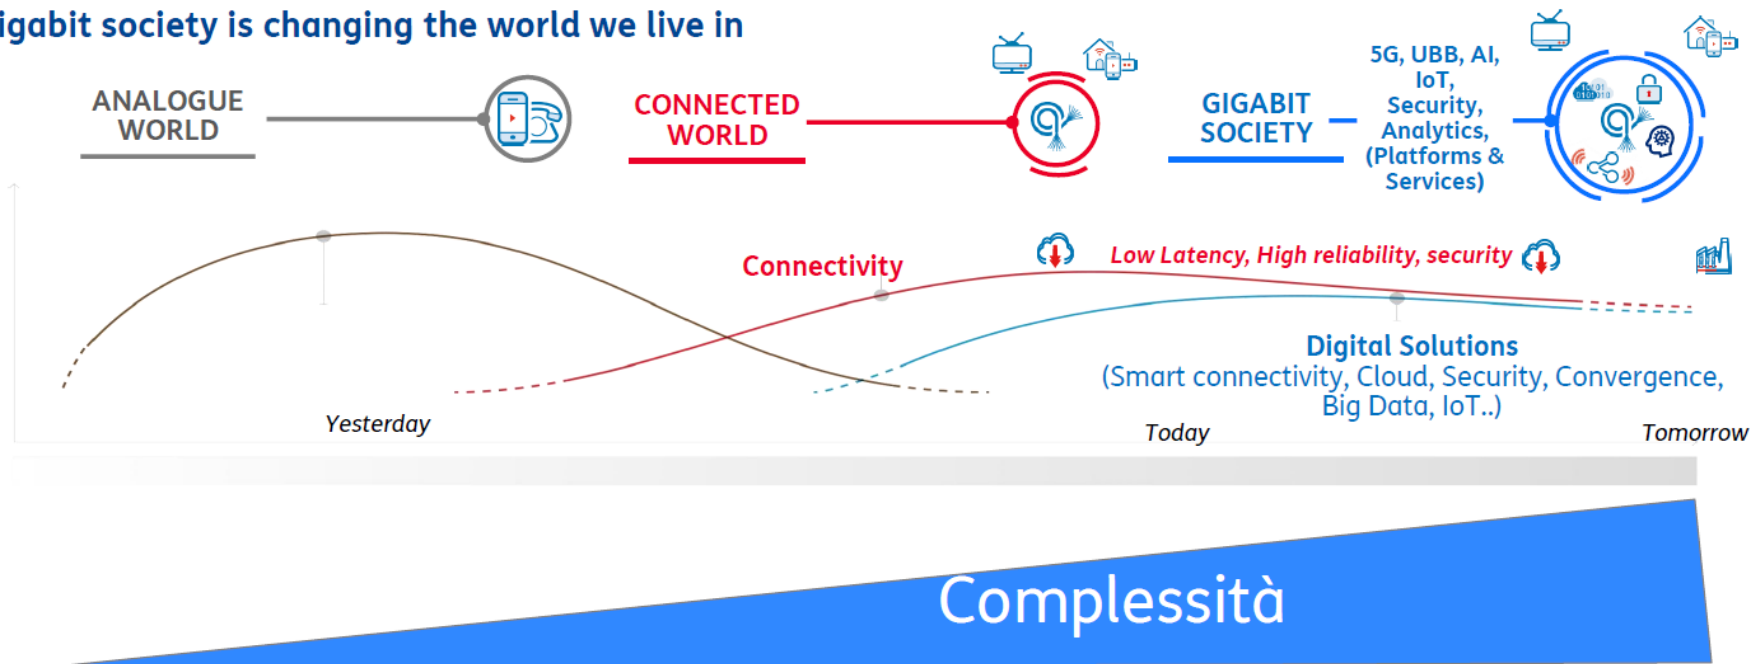 igabit society is changing the world we live in
ANALOGUE
WORLD
CONNECTED
WORLD
GIGABIT
SOCIETY
5G, UBB, AI,
IoT,
Security,
Analytics,
(Platforms &
Services)
Connectivity
Low Latency, High reliability, security
Digital Solutions
(Smart connectivity, Cloud, Security, Convergence,
Big Data, IoT..)
Yesterday
Today
Tomorrow
Complessità